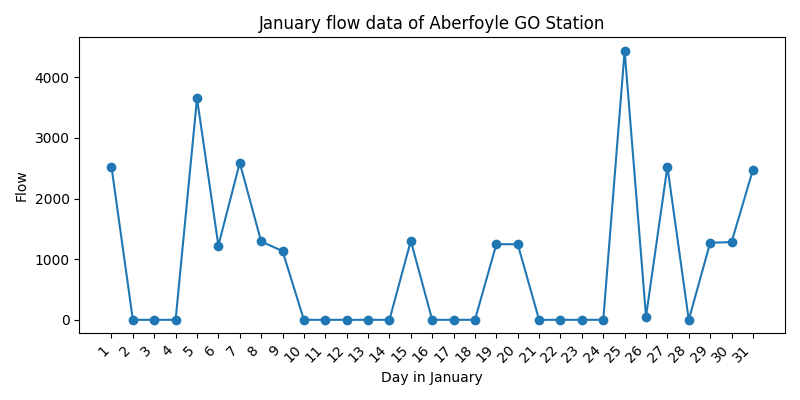 January flow data of Aberfoyle GO Station
Flow
4000
3000
2000
1000
0
1 2 3 4 5 6 7 8 9 10 11 12 13 14 15 16 17 18 19 20 21 22 23 24 25 26 27 28 29 30 31
Day in January